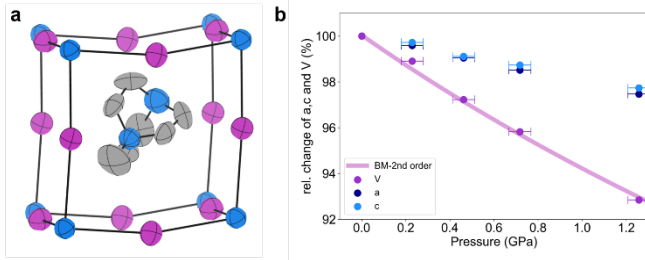 a
b
rel. change of a,c and V (%)
100
98
96
94
92
BM-2nd order
V
a
c
0.0 0.2 0.4 0.6 0.8 1.0 1.2
Pressure (GPa)